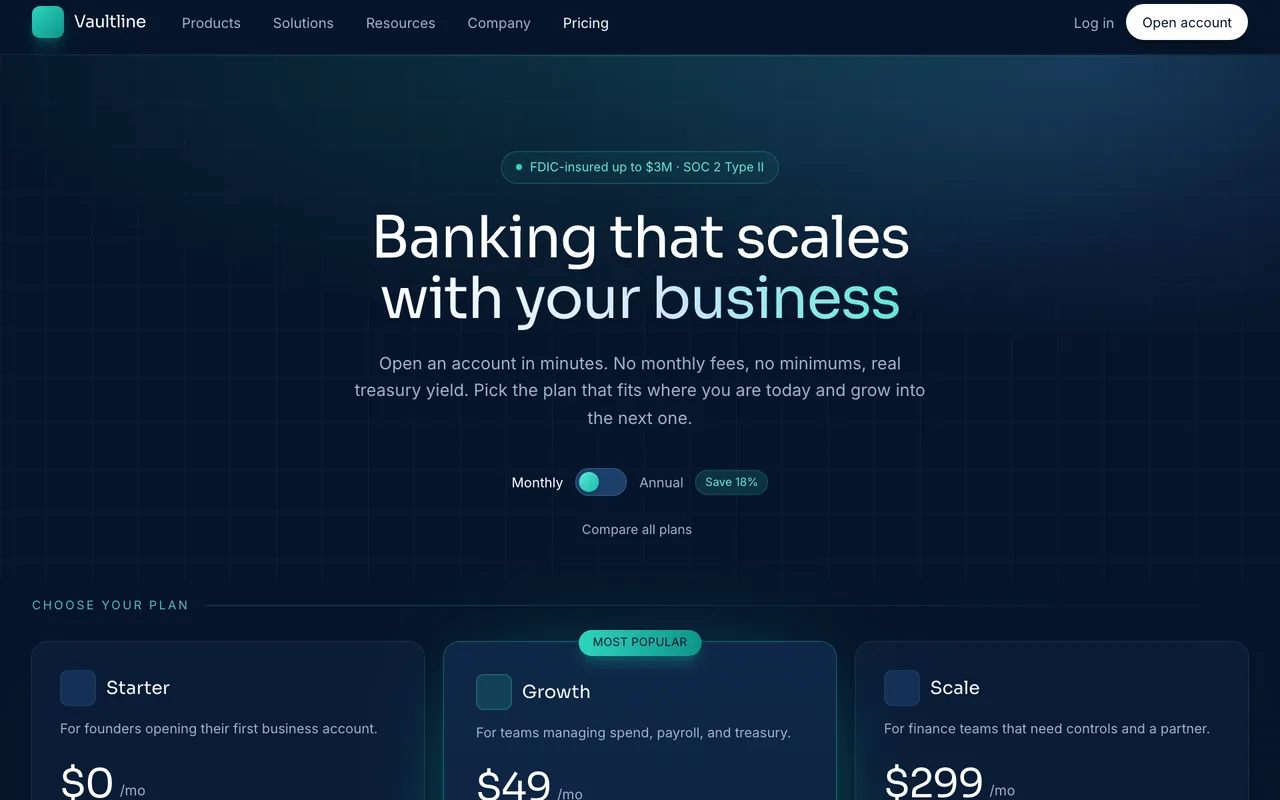 Vaultline
Products
Solutions
Resources
Company
Pricing
Log in
Open account
FDIC-insured up to $3M · SOC 2 Type II
Banking that scales
with your business
Open an account in minutes. No monthly fees, no minimums, real
treasury yield. Pick the plan that fits where you are today and grow into
the next one.
Monthly
Annual
Save 18%
Compare all plans
CHOOSE YOUR PLAN
Starter
For founders opening their first business account.
$0 /mo
MOST POPULAR
Growth
For teams managing spend, payroll, and treasury.
$49 /mo
Scale
For finance teams that need controls and a partner.
$299 /mo